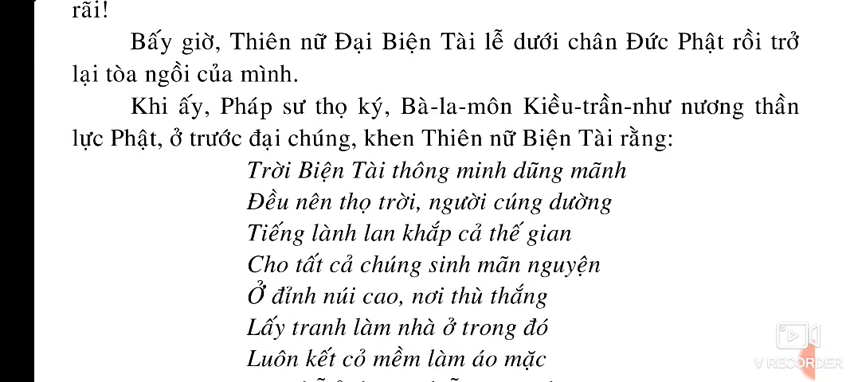 rãi!
Bấy giờ, Thiên nữ Đại Biện Tài lễ dưới chân Đức Phật rồi trở
lại tòa ngồi của mình.
Khi ấy, Pháp sư thọ ký, Bà-la-môn Kiều-trần-như nương thần
lực Phật, ở trước đại chúng, khen Thiên nữ Biện Tài rằng:
Trời Biện Tài thông minh dũng mãnh
Đều nên thọ trời, người cúng dường
Tiếng lành lan khắp cả thế gian
Cho tất cả chúng sinh mãn nguyện
Ở đỉnh núi cao, nơi thù thắng
Lấy tranh làm nhà ở trong đó
Luôn kết cỏ mềm làm áo mặc
V RECORDER